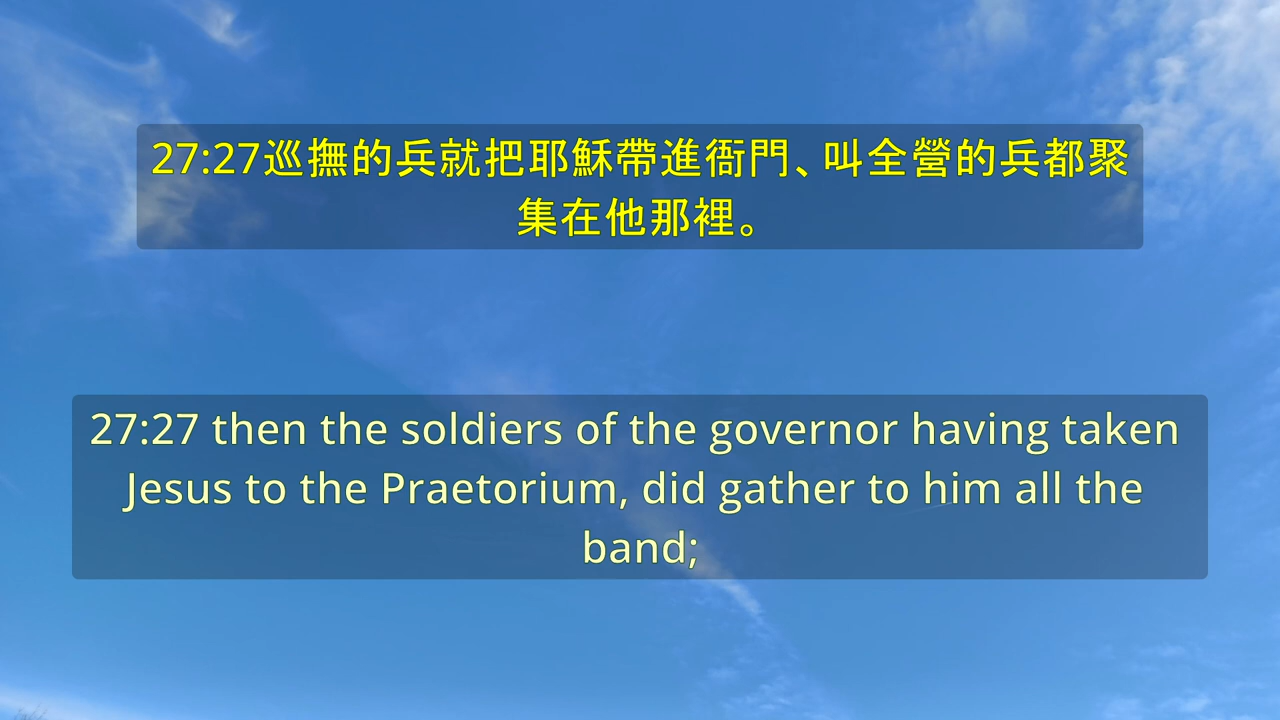 27:27巡撫的兵就把耶穌帶進衙門、叫全營的兵都聚
集在他那裡。
27:27 then the soldiers of the governor having taken
Jesus to the Praetorium, did gather to him all the
band;